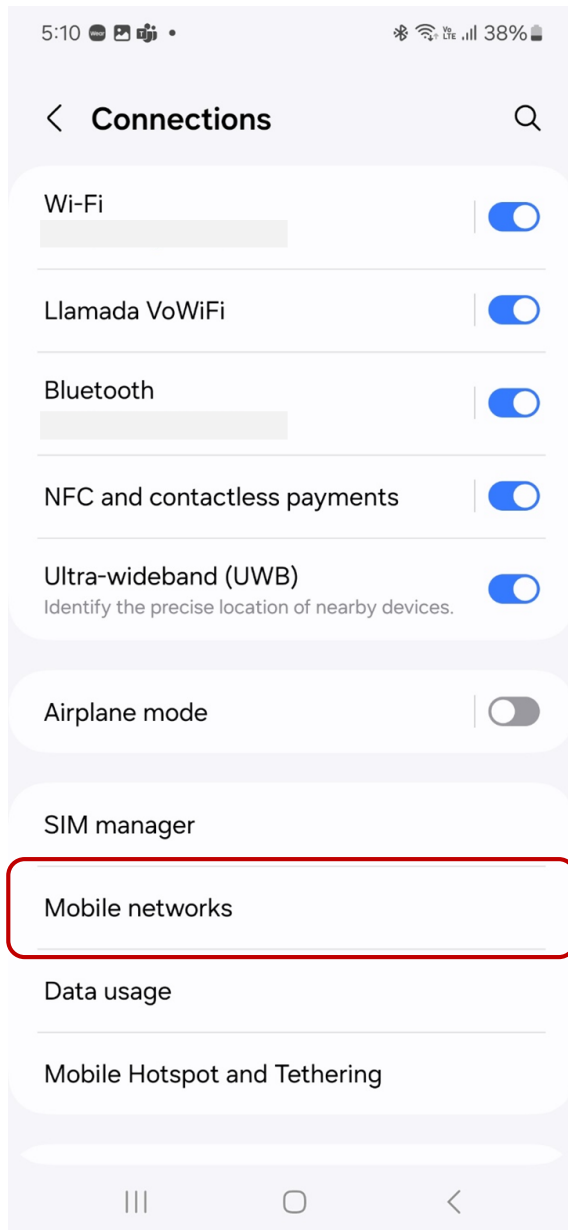 5:10 38%
Connections
Wi-Fi
Llamada VoWiFi
Bluetooth
NFC and contactless payments
Ultra-wideband (UWB)
Identify the precise location of nearby devices.
Airplane mode
SIM manager
Mobile networks
Data usage
Mobile Hotspot and Tethering